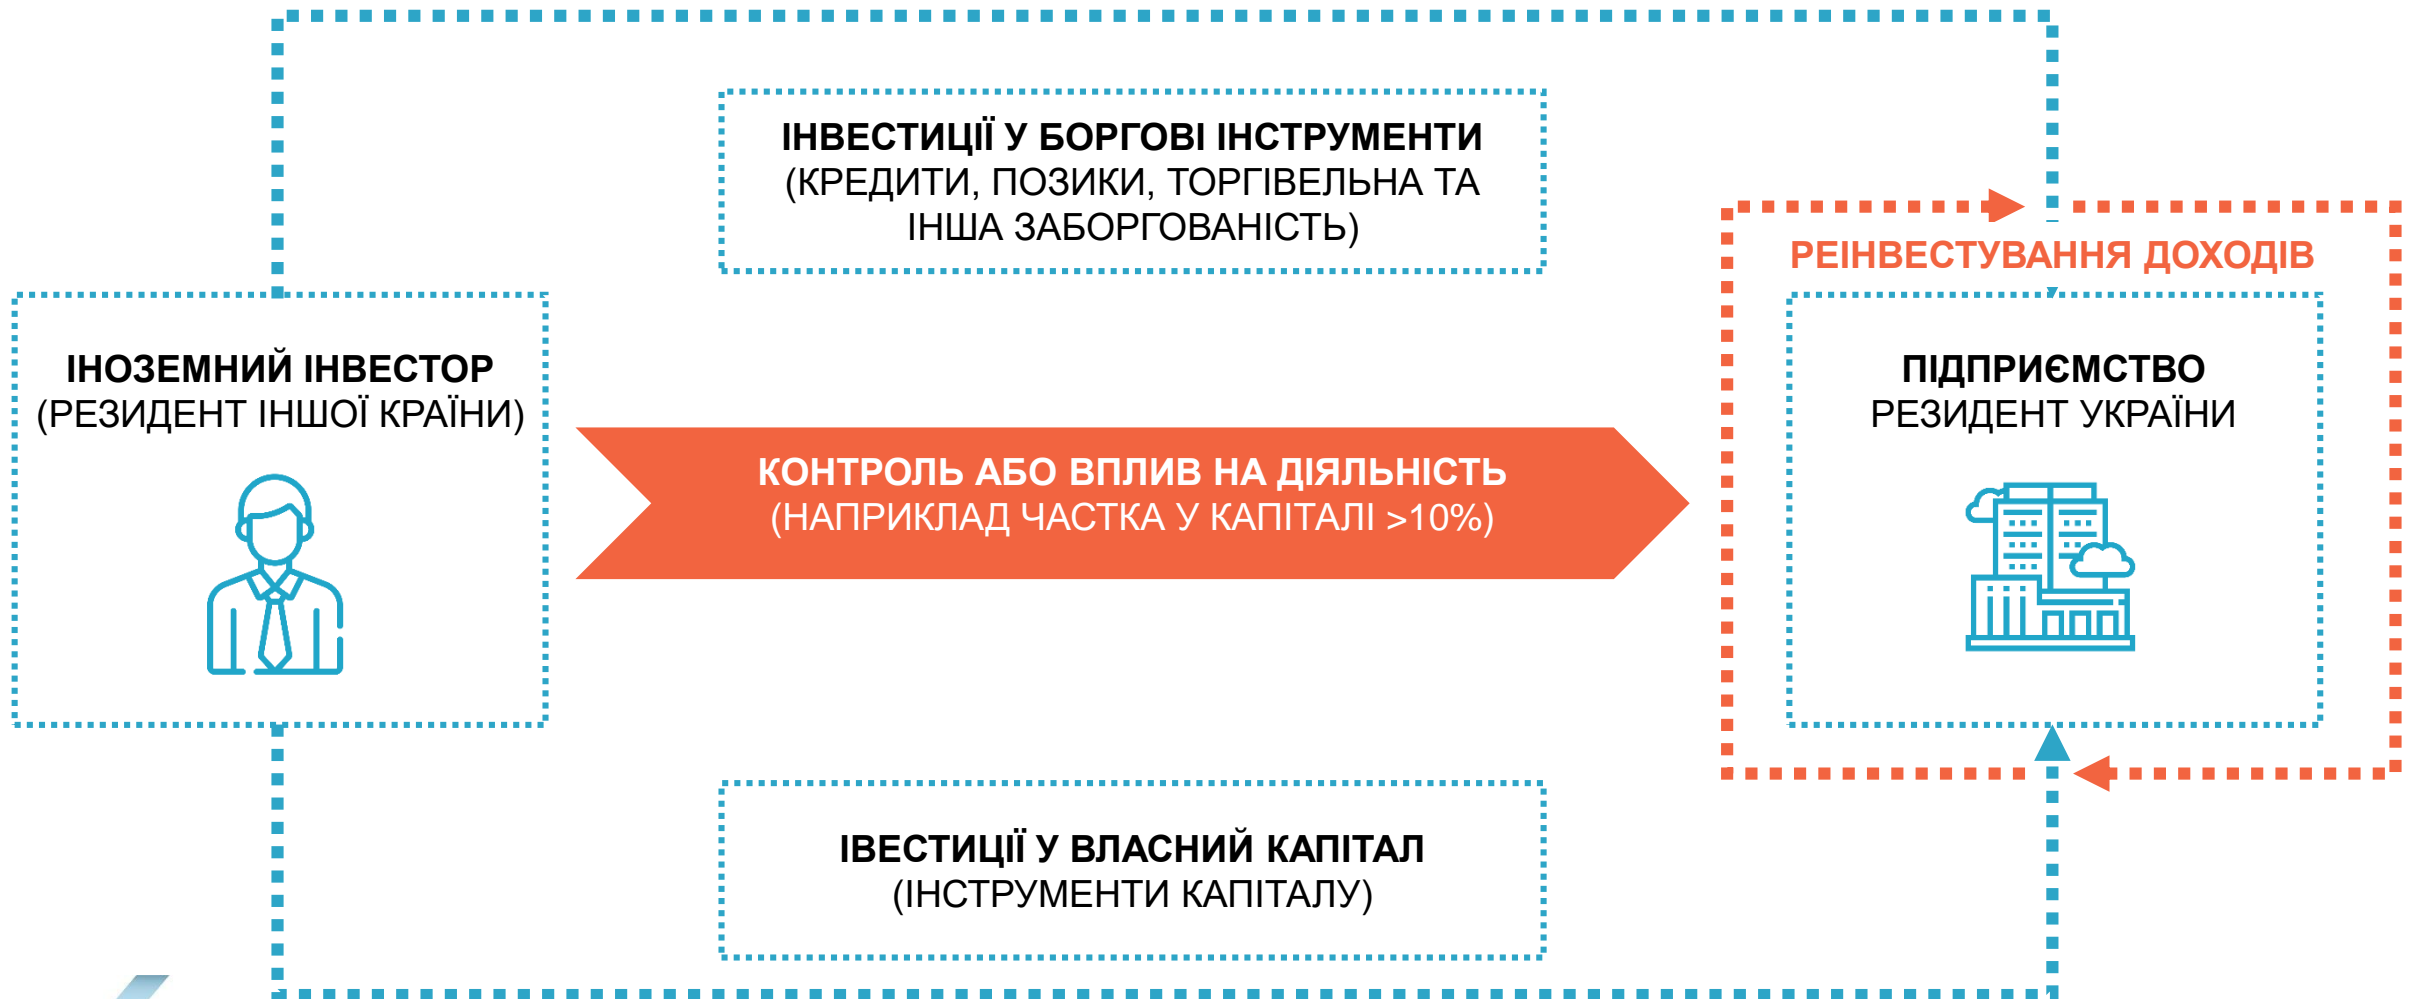 ІНВЕСТИЦІЇ У БОРГОВІ ІНСТРУМЕНТИ
(КРЕДИТИ, ПОЗИКИ, ТОРГІВЕЛЬНА ТА
ІНША ЗАБОРГОВАНІСТЬ)
РЕІНВЕСТУВАННЯ ДОХОДІВ
ІНОЗЕМНИЙ ІНВЕСТОР
(РЕЗИДЕНТ ІНШОЇ КРАЇНИ)
ПІДПРИЄМСТВО
РЕЗИДЕНТ УКРАЇНИ
КОНТРОЛЬ АБО ВПЛИВ НА ДІЯЛЬНІСТЬ
(НАПРИКЛАД ЧАСТКА У КАПІТАЛІ >10%)
ІВЕСТИЦІЇ У ВЛАСНИЙ КАПІТАЛ
(ІНСТРУМЕНТИ КАПІТАЛУ)